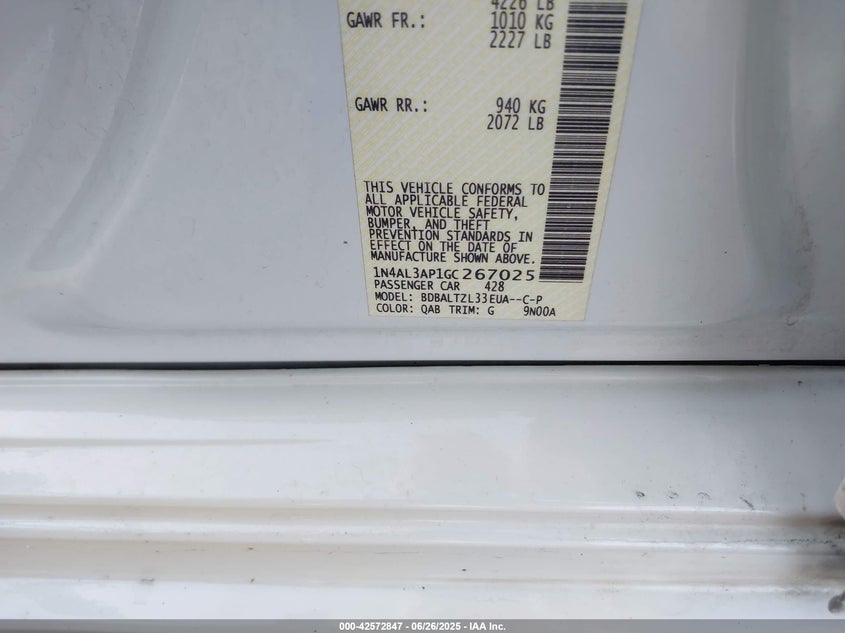 4226 LB
GAWR FR.: 1010 KG
2227 LB
GAWR RR.: 940 KG
2072 LB
THIS VEHICLE CONFORMS TO
ALL APPLICABLE FEDERAL
MOTOR VEHICLE SAFETY,
BUMPER, AND THEFT
PREVENTION STANDARDS IN
EFFECT ON THE DATE OF
MANUFACTURE SHOWN ABOVE.
1N4AL3AP1GC267025
PASSENGER CAR 428
MODEL: BDBALTZL33EUA--C-P
COLOR: QAB TRIM: G 9N00A
000-42572847 | 06/26/2025 - IAA Inc.